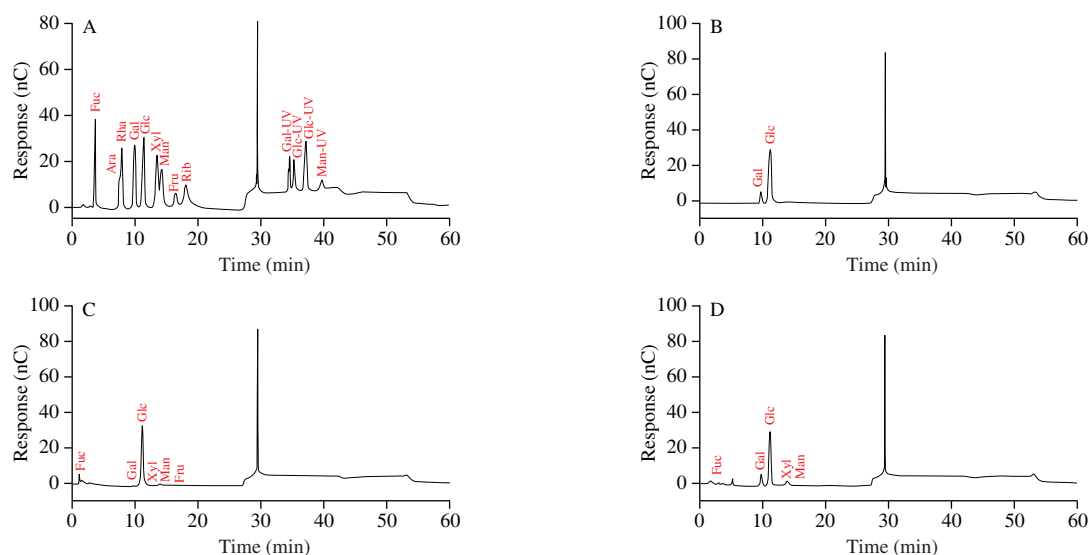 A
Response (nC)
80
60
40
20
0
Fuc
Ara
Rha
Gal
Glc
Xyl
Man
Fru
Rib
Gal-UV
Glc-UV
Glc-UV
Man-UV
0 10 20 30 40 50 60
Time (min)
B
Response (nC)
100
80
60
40
20
0
Gal
Glc
0 10 20 30 40 50 60
Time (min)
C
Response (nC)
100
80
60
40
20
0
Fuc
Gal
Glc
Xyl
Man
Fru
0 10 20 30 40 50 60
Time (min)
D
Response (nC)
100
80
60
40
20
0
Fuc
Gal
Glc
Xyl
Man
0 10 20 30 40 50 60
Time (min)